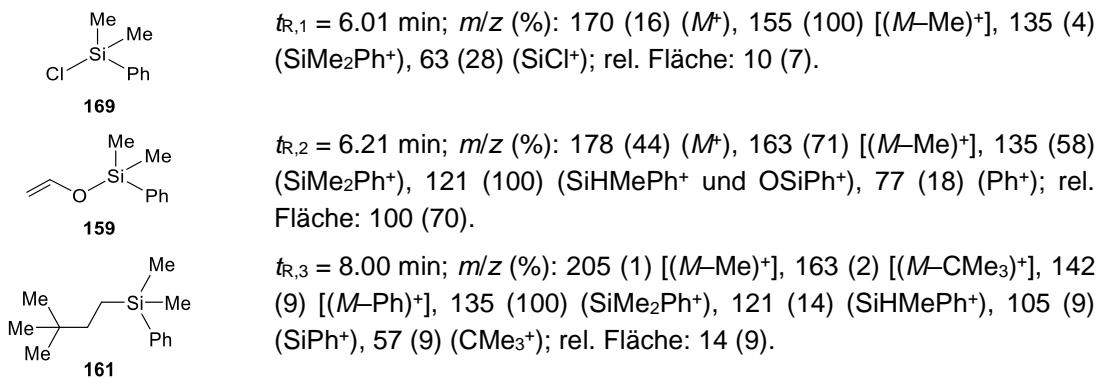 Me
Me
Si
Cl
Ph
169
tR,1 = 6.01 min; m/z (%): 170 (16) (M⁺), 155 (100) [(M–Me)⁺], 135 (4)
(SiMe₂Ph⁺), 63 (28) (SiCl⁺); rel. Fläche: 10 (7).
Me
Me
Si
O
Ph
159
tR,2 = 6.21 min; m/z (%): 178 (44) (M⁺), 163 (71) [(M–Me)⁺], 135 (58)
(SiMe₂Ph⁺), 121 (100) (SiHMePh⁺ und OSiPh⁺), 77 (18) (Ph⁺); rel.
Fläche: 100 (70).
Me
Si
Me
Me
Me
Me
Ph
161
tR,3 = 8.00 min; m/z (%): 205 (1) [(M–Me)⁺], 163 (2) [(M–CMe₃)⁺], 142
(9) [(M–Ph)⁺], 135 (100) (SiMe₂Ph⁺), 121 (14) (SiHMePh⁺), 105 (9)
(SiPh⁺), 57 (9) (CMe₃⁺); rel. Fläche: 14 (9).